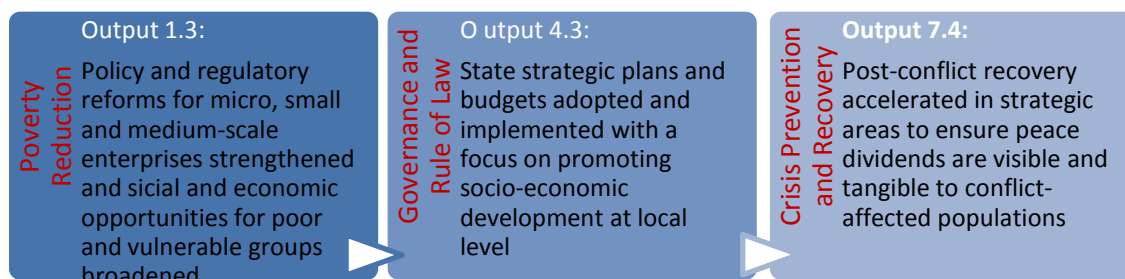 Poverty
Reduction
Output 1.3:
Policy and regulatory
reforms for micro, small
and medium-scale
enterprises strengthened
and sicial and economic
opportunities for poor
and vulnerable groups
broadened
Governance and
Rule of Law
O utput 4.3:
State strategic plans and
budgets adopted and
implemented with a
focus on promoting
socio-economic
development at local
level
Crisis Prevention
and Recovery
Output 7.4:
Post-conflict recovery
accelerated in strategic
areas to ensure peace
dividends are visible and
tangible to conflict-
affected populations